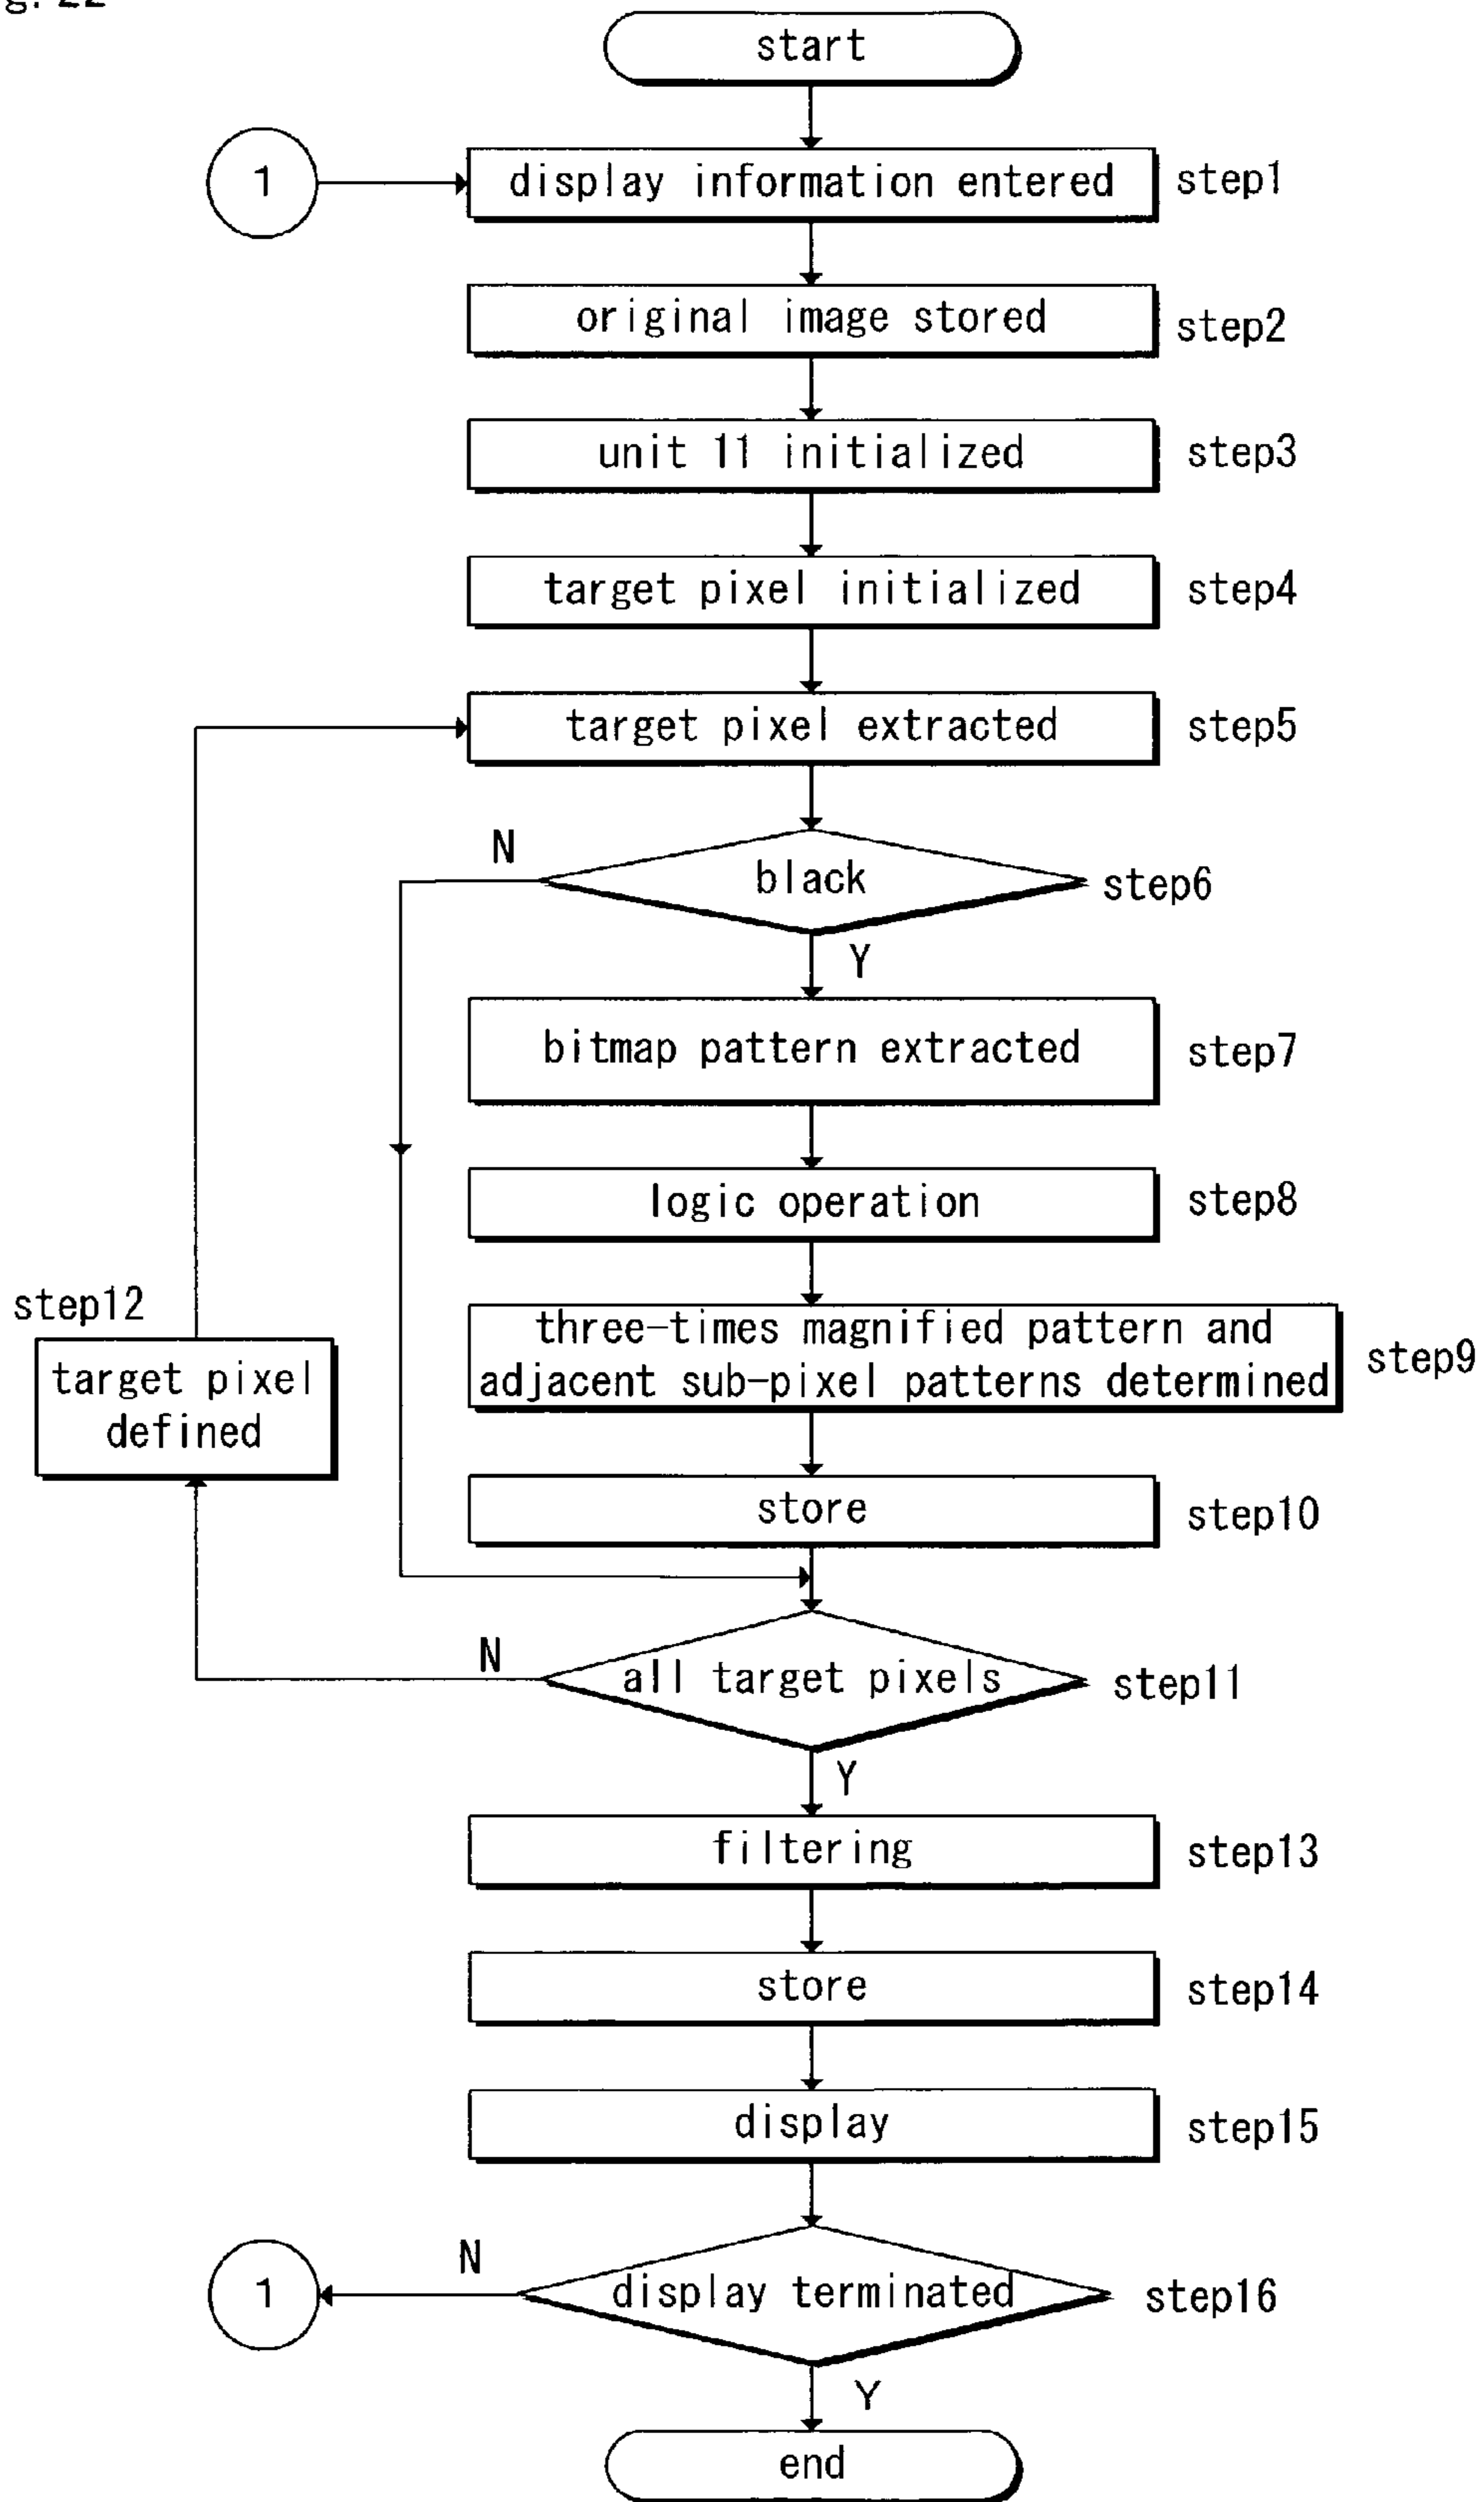 g. 22
start
1
display information entered
step1
original image stored
step2
unit 11 initialized
step3
target pixel initialized
step4
target pixel extracted
step5
N
black
step6
Y
bitmap pattern extracted
step7
logic operation
step8
step12
target pixel
defined
three-times magnified pattern and
adjacent sub-pixel patterns determined
step9
store
step10
N
all target pixels
step11
Y
filtering
step13
store
step14
display
step15
N
1
display terminated
step16
Y
end